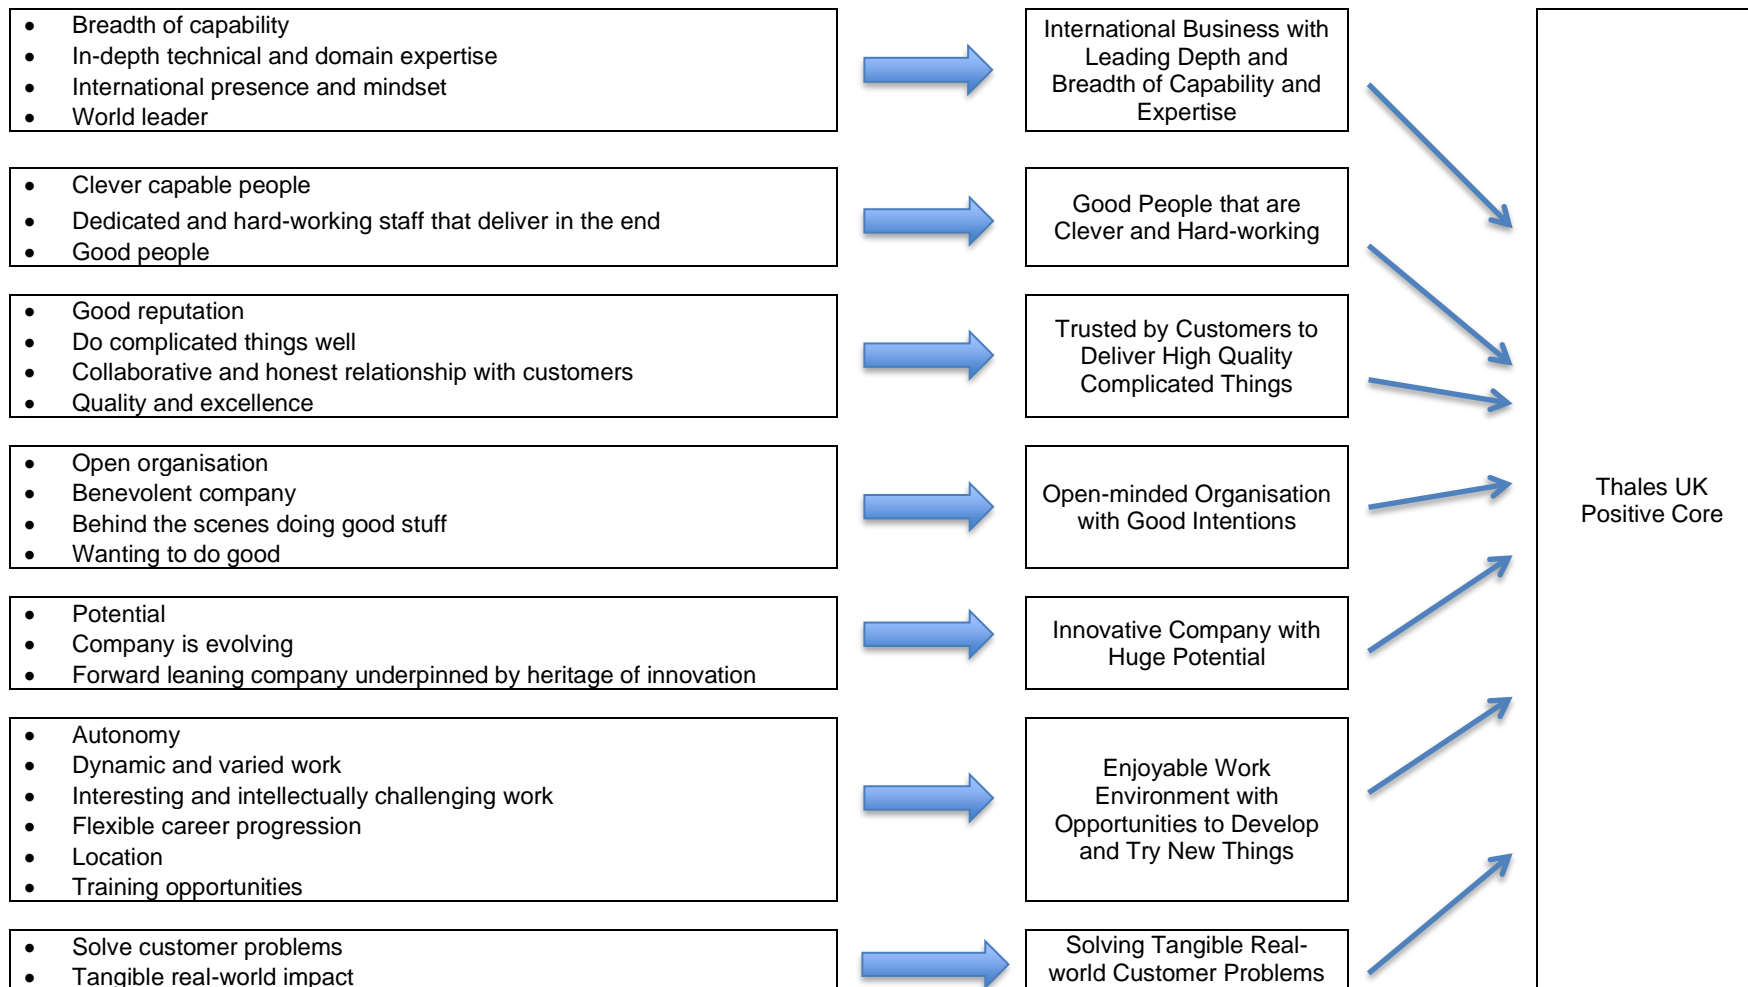 • Breadth of capability
• In-depth technical and domain expertise
• International presence and mindset
• World leader
International Business with
Leading Depth and
Breadth of Capability and
Expertise
• Clever capable people
• Dedicated and hard-working staff that deliver in the end
• Good people
Good People that are
Clever and Hard-working
• Good reputation
• Do complicated things well
• Collaborative and honest relationship with customers
• Quality and excellence
Trusted by Customers to
Deliver High Quality
Complicated Things
• Open organisation
• Benevolent company
• Behind the scenes doing good stuff
• Wanting to do good
Open-minded Organisation
with Good Intentions
• Potential
• Company is evolving
• Forward leaning company underpinned by heritage of innovation
Innovative Company with
Huge Potential
• Autonomy
• Dynamic and varied work
• Interesting and intellectually challenging work
• Flexible career progression
• Location
• Training opportunities
Enjoyable Work
Environment with
Opportunities to Develop
and Try New Things
• Solve customer problems
• Tangible real-world impact
Solving Tangible Real-
world Customer Problems
Thales UK
Positive Core